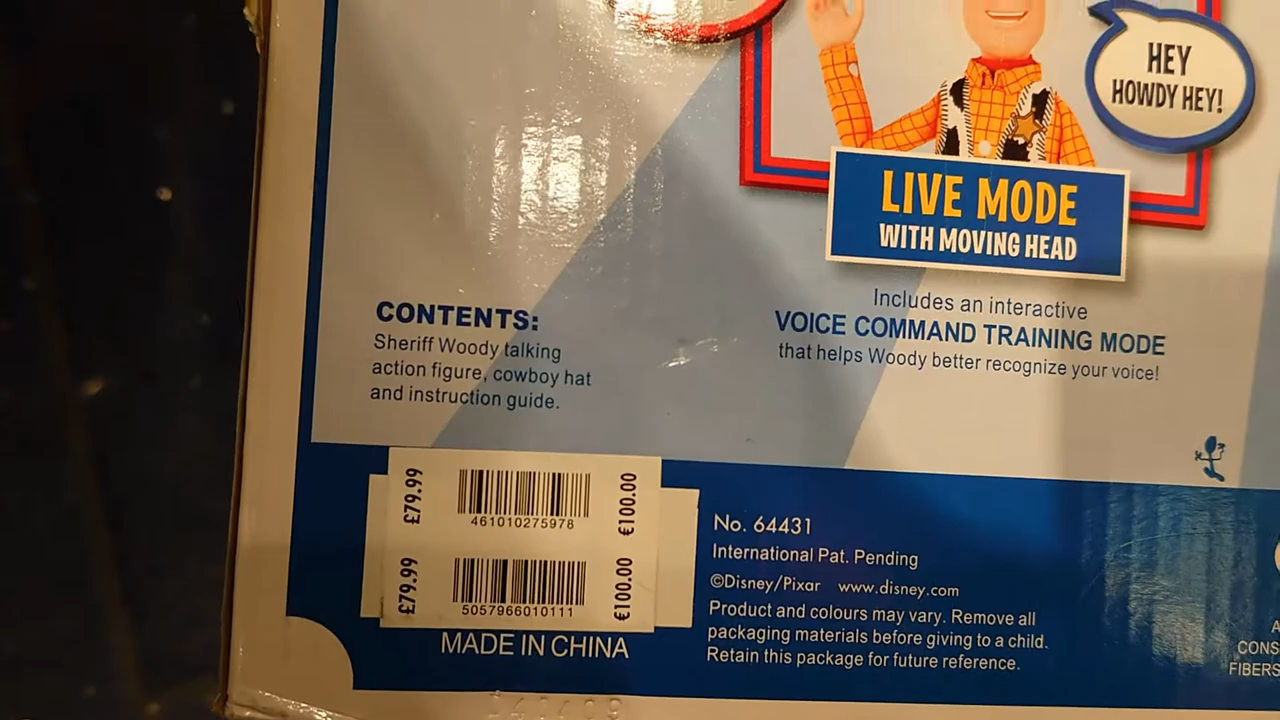 HEY
HOWDY HEY!
LIVE MODE
WITH MOVING HEAD
Includes an interactive
VOICE COMMAND TRAINING MODE
that helps Woody better recognize your voice!
CONTENTS:
Sheriff Woody talking
action figure, cowboy hat
and instruction guide.
£79.99
461010275978
€100.00
£79.99
5057966010111
€100.00
MADE IN CHINA
No. 64431
International Pat. Pending
©Disney/Pixar www.disney.com
Product and colours may vary. Remove all
packaging materials before giving to a child.
Retain this package for future reference.
CONS
FIBERS